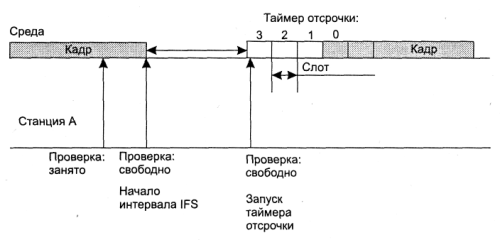 Таймер отсрочки:
Среда
3 2 1 0
Кадр
Кадр
Слот
Станция А
Проверка: занято
Проверка: свободно
Начало интервала IFS
Проверка: свободно
Запуск таймера отсрочки